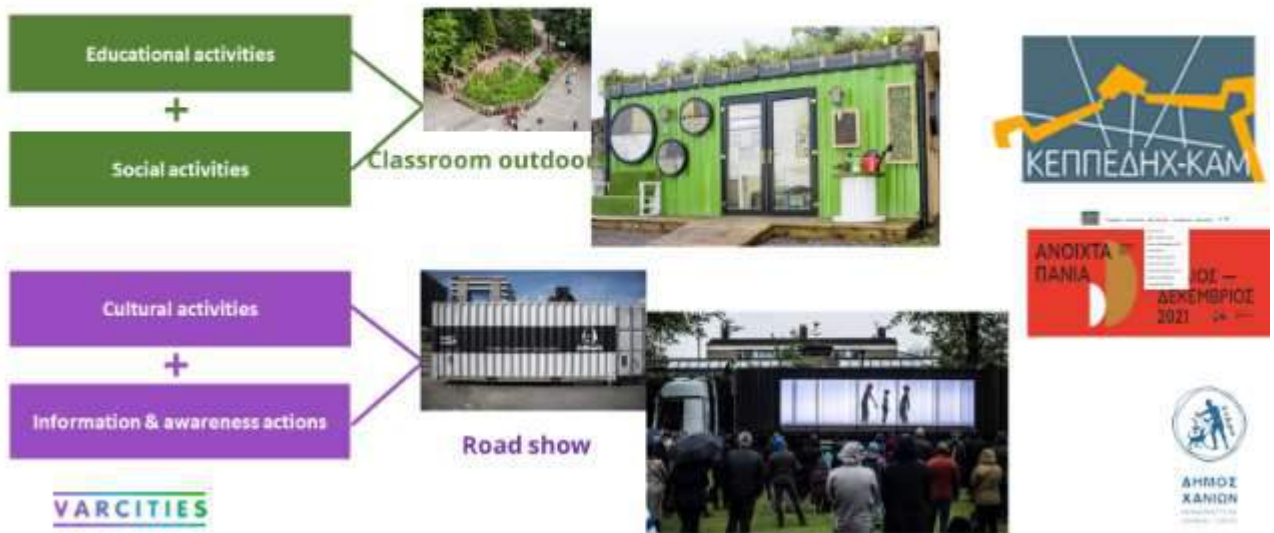 Educational activities
+
Social activities
Classroom outdoor
Cultural activities
+
Information & awareness actions
Road show
VARCITIES
ΚΕΠΠΕΔΗΧ-ΚΑΜ
ΑΝΟΙΧΤΑ
ΠΑΝΙΑ
ΙΟΣ —
ΔΕΚΕΜΒΡΙΟΣ
2021
ΔΗΜΟΣ
ΧΑΝΙΩΝ